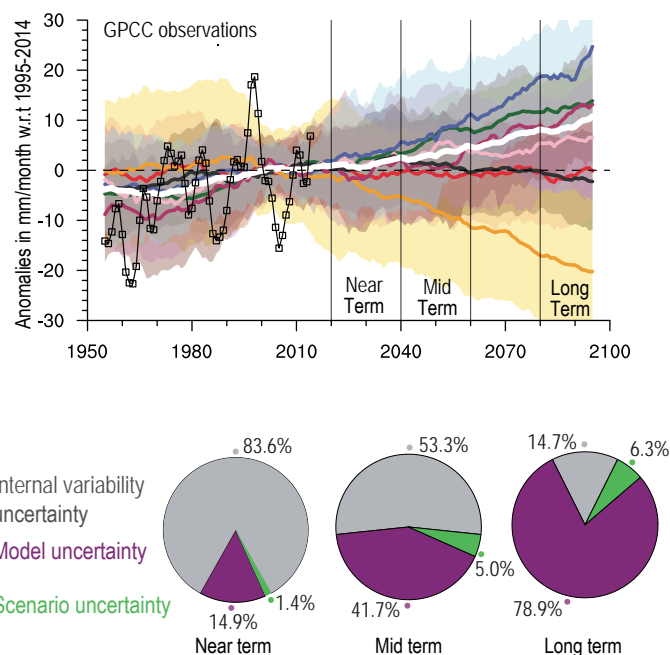 GPCC observations
Anomalies in mm/month w.r.t 1995-2014
30
20
10
0
-10
-20
-30
Near
Term
Mid
Term
Long
Term
1950
1980
2010
2040
2070
2100
nternal variability
uncertainty
Model uncertainty
Scenario uncertainty
83.6%
14.9%
1.4%
Near term
53.3%
41.7%
5.0%
Mid term
14.7%
6.3%
78.9%
Long term